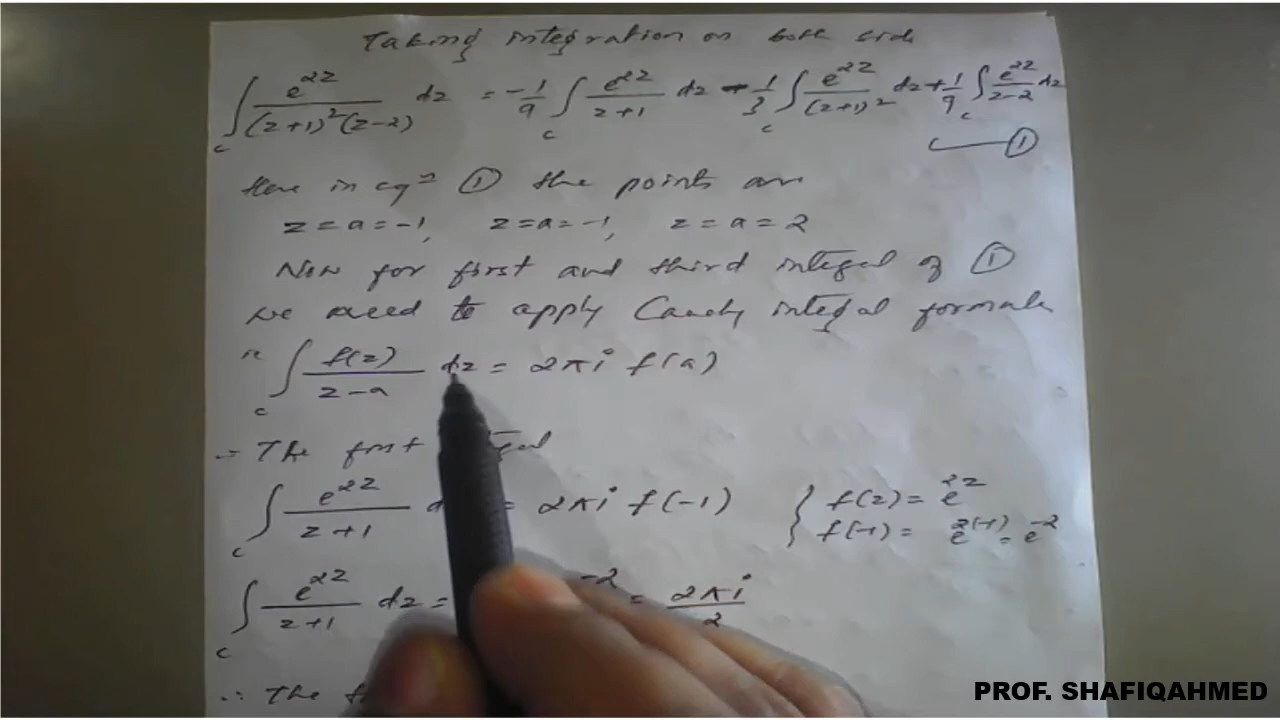 Taking integration on both side
∫_C e^{2z}/((z+1)^2(z-2)) dz = -1/9 ∫_C e^{2z}/(z+1) dz - 1/3 ∫_C e^{2z}/(z+1)^2 dz + 1/9 ∫_C e^{2z}/(z-2) dz
①
Here in eqn ① the points are
z=a=-1, z=a=-1, z=a=2
Now for first and third integral of ①
we need to apply Cauchy integral formula
∫_C f(z)/(z-a) dz = 2πi f(a)
∴ The first
∫_C e^{2z}/(z+1) d = 2πi f(-1) { f(z) = e^{2z}
f(-1) = e^{2(-1)} = e^{-2}
∫_C e^{2z}/(z+1) dz = -2 = 2πi/2
∴ The f
PROF. SHAFIQAHMED